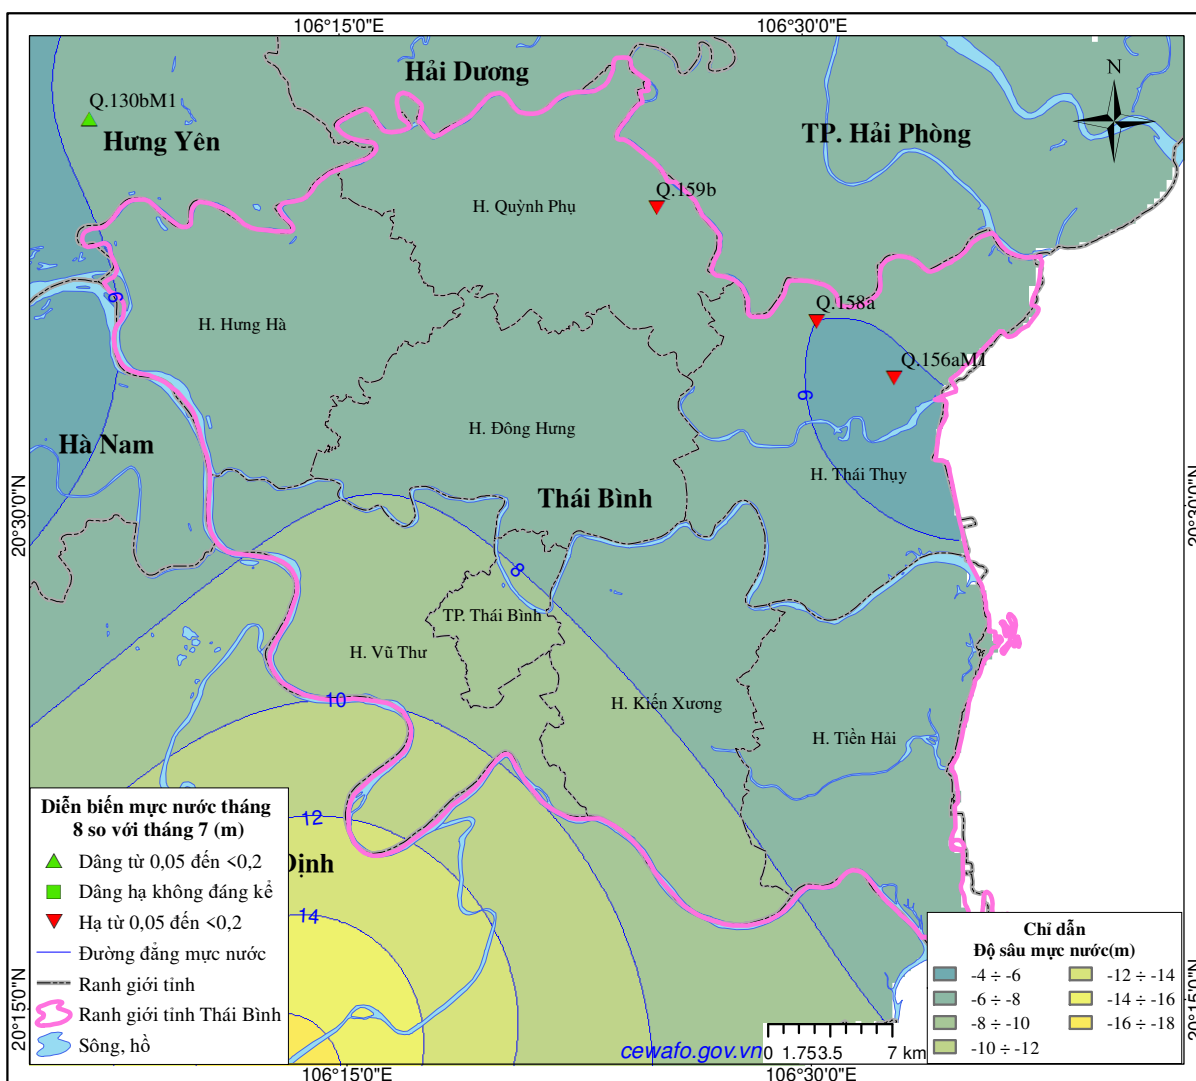 106°15'0"E
106°30'0"E
Hải Dương
N
Q.130bM1
Hưng Yên
TP. Hải Phòng
Q.159b
H. Quỳnh Phụ
6
Q.158a
H. Hưng Hà
Q.156aM1
6
H. Đông Hưng
Hà Nam
H. Thái Thụy
Thái Bình
20°30'0"N
20°30'0"N
8
TP. Thái Bình
H. Vũ Thư
10
H. Kiến Xương
H. Tiền Hải
12
Định
14
Diễn biến mực nước tháng
8 so với tháng 7 (m)
Dâng từ 0,05 đến <0,2
Dâng hạ không đáng kể
Hạ từ 0,05 đến <0,2
Đường đẳng mực nước
Ranh giới tỉnh
Ranh giới tỉnh Thái Bình
Sông, hồ
Chỉ dẫn
Độ sâu mực nước(m)
-4 ÷ -6
-6 ÷ -8
-8 ÷ -10
-10 ÷ -12
-12 ÷ -14
-14 ÷ -16
-16 ÷ -18
20°15'0"N
20°15'0"N
cewafo.gov.vn
0 1.753.5 7 km
106°15'0"E
106°30'0"E